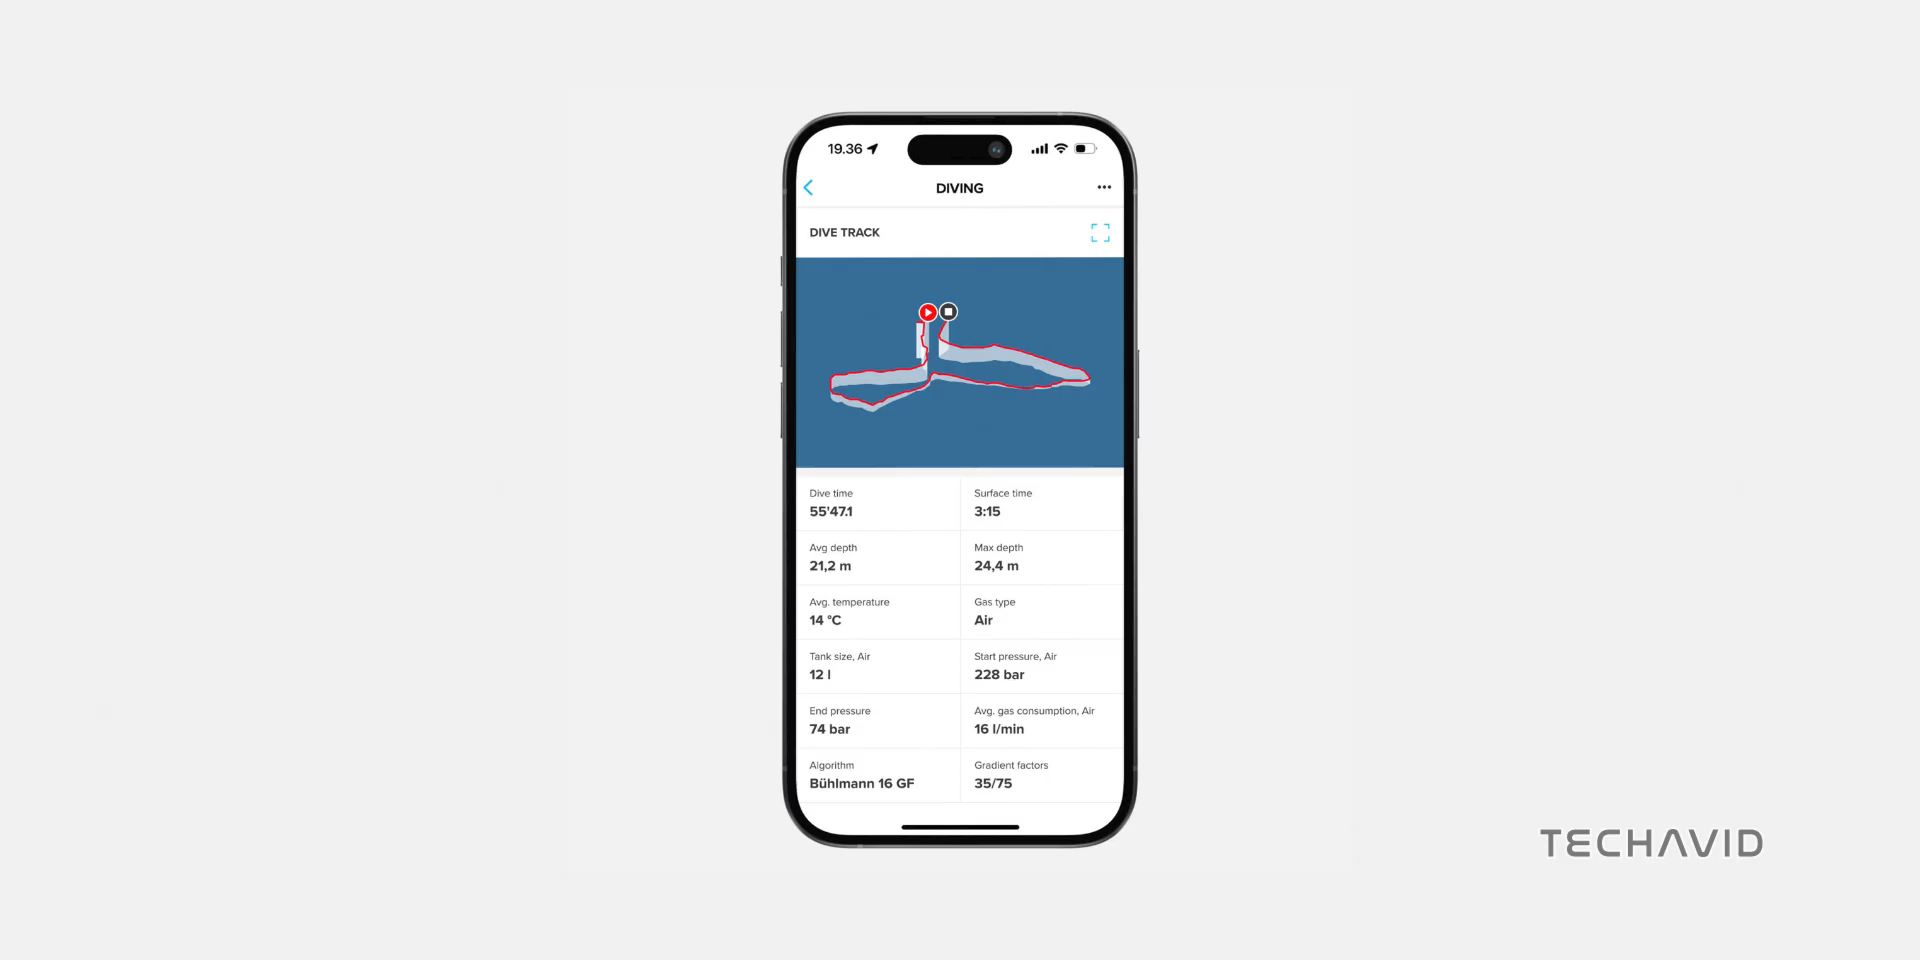 19.36
DIVING
DIVE TRACK
Dive time
55'47.1
Surface time
3:15
Avg depth
21,2 m
Max depth
24,4 m
Avg. temperature
14 °C
Gas type
Air
Tank size, Air
12 l
Start pressure, Air
228 bar
End pressure
74 bar
Avg. gas consumption, Air
16 l/min
Algorithm
Bühlmann 16 GF
Gradient factors
35/75
TECHAVID